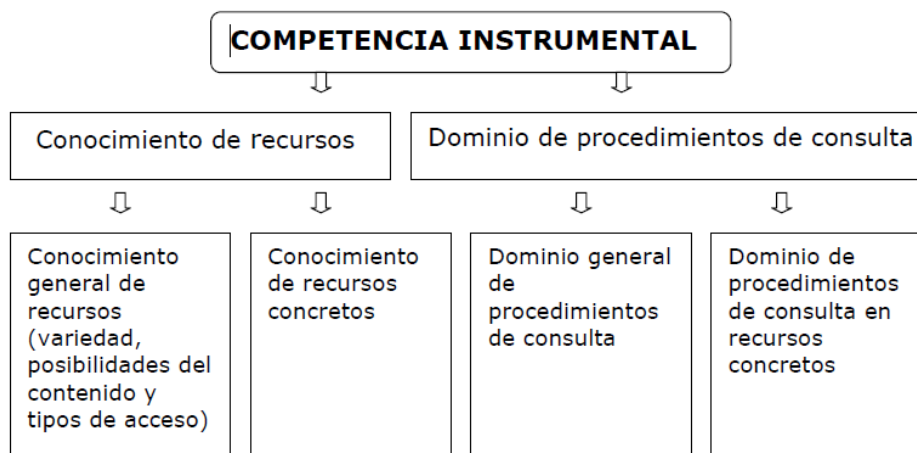 COMPETENCIA INSTRUMENTAL
Conocimiento de recursos
Dominio de procedimientos de consulta
Conocimiento
general de
recursos
(variedad,
posibilidades del
contenido y
tipos de acceso)
Conocimiento
de recursos
concretos
Dominio general
de
procedimientos
de consulta
Dominio de
procedimientos
de consulta en
recursos
concretos